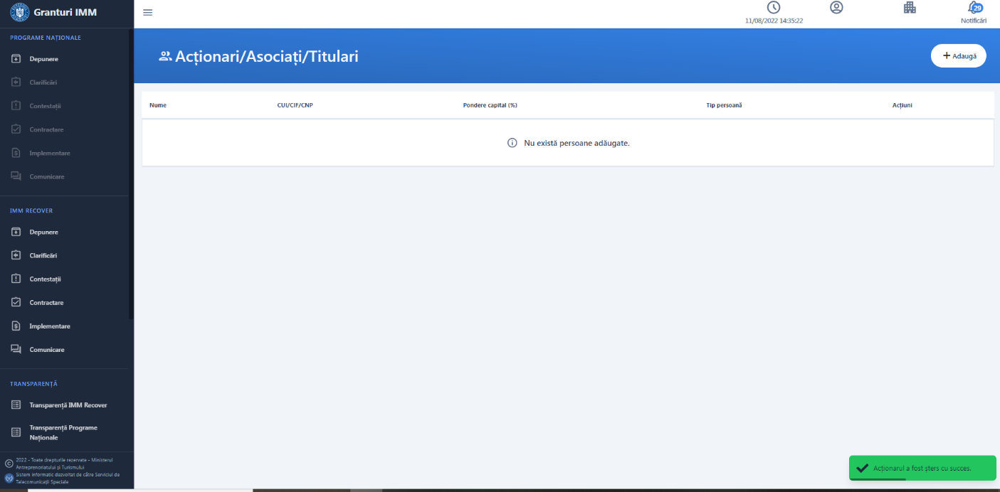 Granturi IMM
11/08/2022 14:35:22
29
Notificări
PROGRAME NAȚIONALE
Depunere
Clarificări
Contestații
Contractare
Implementare
Comunicare
IMM RECOVER
Depunere
Clarificări
Contestații
Contractare
Implementare
Comunicare
TRANSPARENȚĂ
Transparență IMM Recover
Transparență Programe
Naționale
© 2022 - Toate drepturile rezervate - Ministerul
Antreprenoriatului și Turismului
Sistem informatic dezvoltat de către Serviciul de
Telecomunicații Speciale
Acționari/Asociați/Titulari
+ Adaugă
Nume CUI/CIF/CNP Pondere capital (%) Tip persoană Acțiuni
Nu există persoane adăugate.
Acționarul a fost șters cu succes.